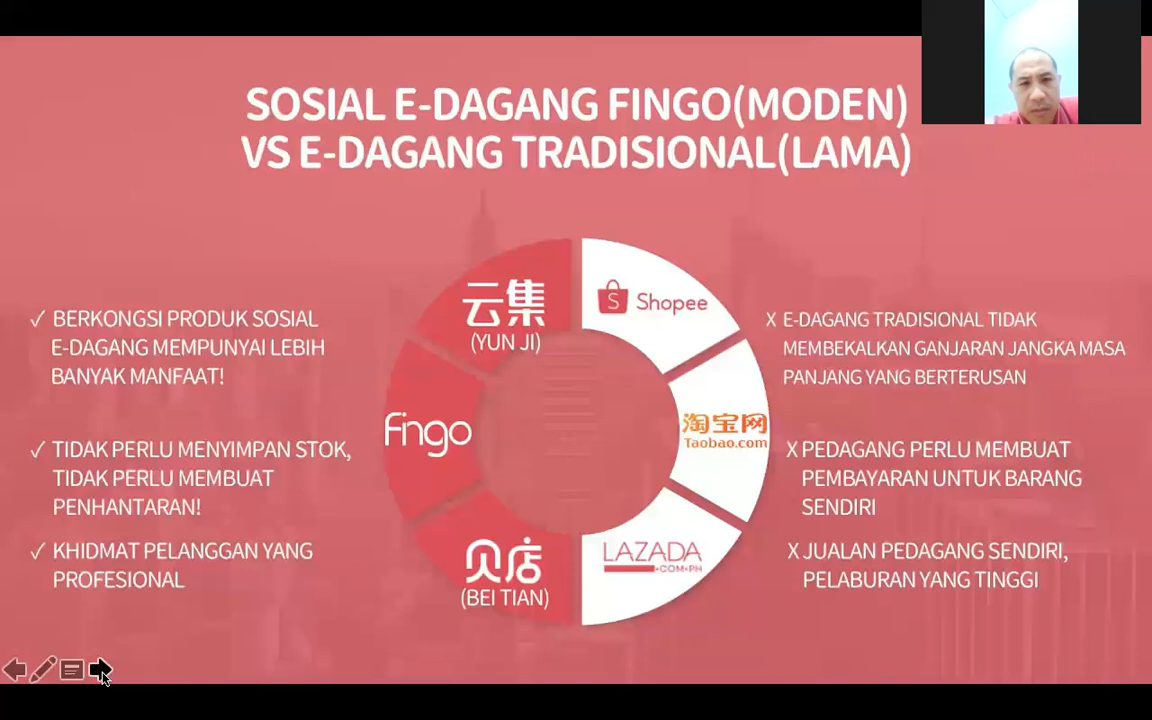 SOSIAL E-DAGANG FINGO(MODEN)
VS E-DAGANG TRADISIONAL(LAMA)
✓ BERKONGSI PRODUK SOSIAL
E-DAGANG MEMPUNYAI LEBIH
BANYAK MANFAAT!
✓ TIDAK PERLU MENYIMPAN STOK,
TIDAK PERLU MEMBUAT
PENHANTARAN!
✓ KHIDMAT PELANGGAN YANG
PROFESIONAL
云集
(YUN JI)
Fingo
贝店
(BEI TIAN)
S
Shopee
淘宝网
Taobao.com
LAZADA
.COM.PH
X E-DAGANG TRADISIONAL TIDAK
MEMBEKALKAN GANJARAN JANGKA MASA
PANJANG YANG BERTERUSAN
X PEDAGANG PERLU MEMBUAT
PEMBAYARAN UNTUK BARANG
SENDIRI
X JUALAN PEDAGANG SENDIRI,
PELABURAN YANG TINGGI